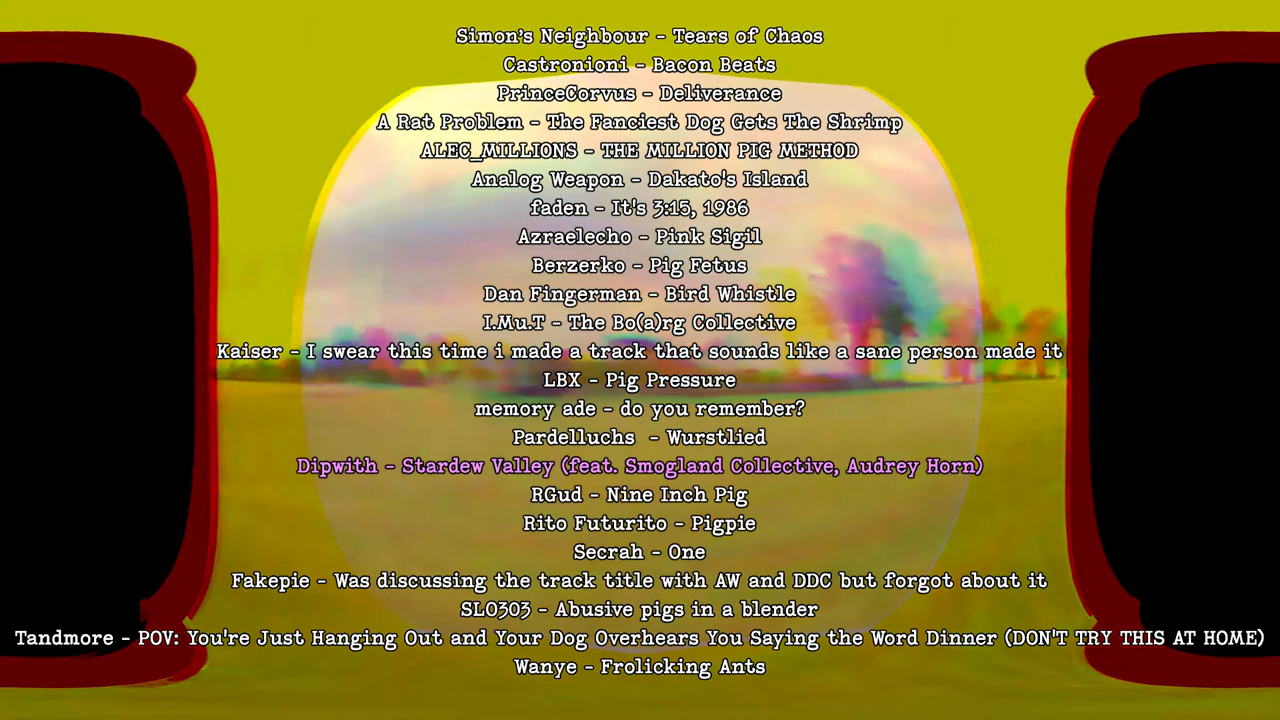 Simon's Neighbour - Tears of Chaos
Castronioni - Bacon Beats
PrinceCorvus - Deliverance
A Rat Problem - The Fanciest Dog Gets The Shrimp
ALEC_MILLIONS - THE MILLION PIG METHOD
Analog Weapon - Dakato's Island
faden - It's 3:15, 1986
Azraelecho - Pink Sigil
Berzerko - Pig Fetus
Dan Fingerman - Bird Whistle
I.Mu.T - The Bo(a)rg Collective
Kaiser - I swear this time i made a track that sounds like a sane person made it
LBX - Pig Pressure
memory ade - do you remember?
Pardelluchs - Wurstlied
Dipwith - Stardew Valley (feat. Smogland Collective, Audrey Horn)
RGud - Nine Inch Pig
Rito Futurito - Pigpie
Secrah - One
Fakepie - Was discussing the track title with AW and DDC but forgot about it
SLO303 - Abusive pigs in a blender
Tandmore - POV: You're Just Hanging Out and Your Dog Overhears You Saying the Word Dinner (DON'T TRY THIS AT HOME)
Wanye - Frolicking Ants